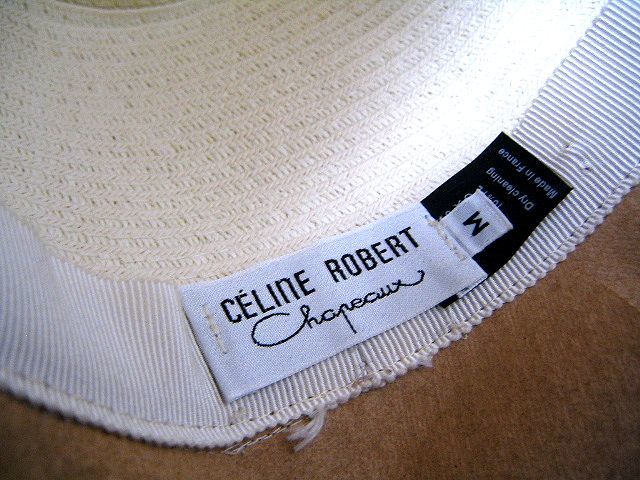 CÉLINE ROBERT
Chapeaux
M
Dry cleaning
Made in France